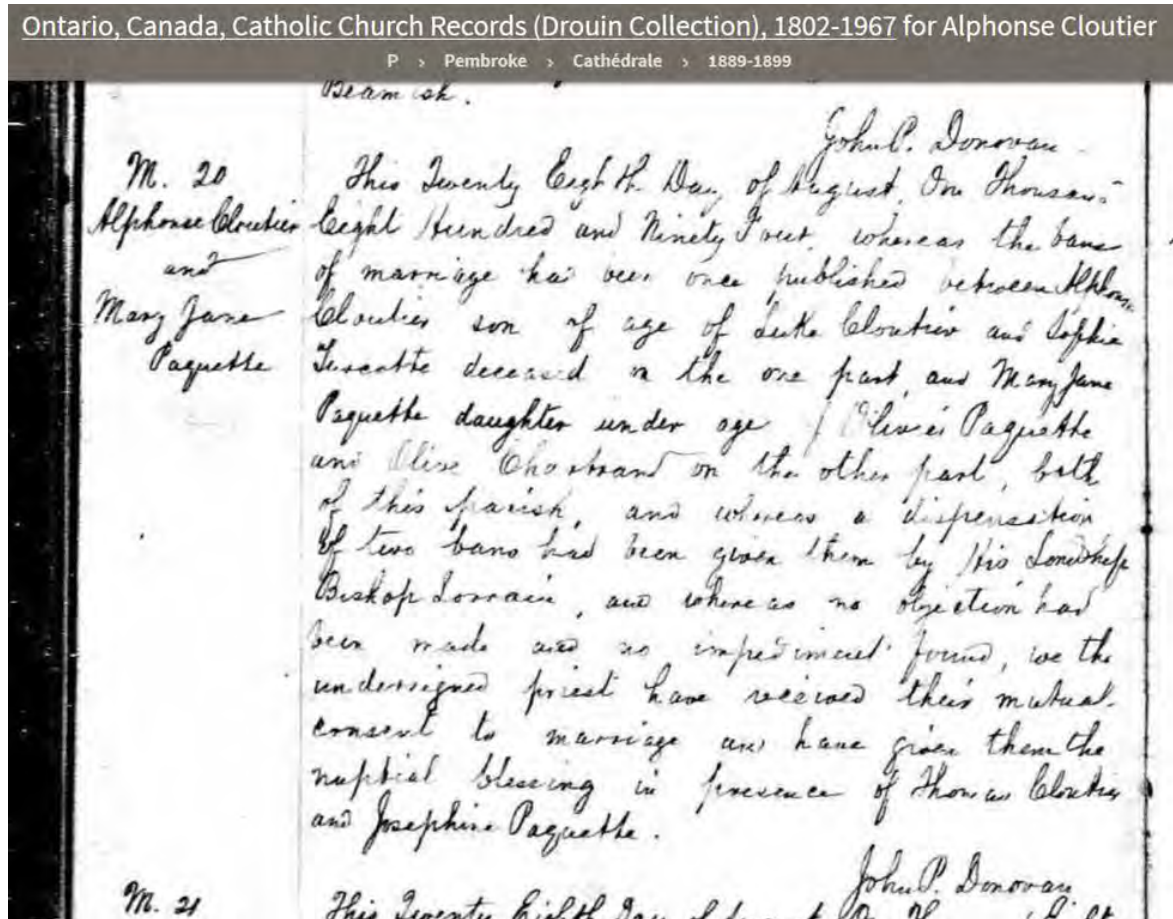 Ontario, Canada, Catholic Church Records (Drouin Collection), 1802-1967 for Alphonse Cloutier
P > Pembroke > Cathédrale > 1889-1899
Beamish.
John P. Donovan
M. 20
Alphonse Cloutier
and
Mary Jane
Paquette
This Twenty Eighth Day of August, One Thousand
Eight Hundred and Ninety Four, whereas the bans
of marriage had been once published between Alphonse
Cloutier son of age of Luke Cloutier and Sophie
Turcotte deceased on the one part, and Mary Jane
Paquette daughter under age of Olivier Paquette
and Olive Chartrand on the other part, both
of this parish, and whereas a dispensation
of two bans had been given them by His Lordship
Bishop Lorrain, and whereas no objection had
been made and no impediment found, we the
undersigned priest have received their mutual
consent to marriage and have given them the
nuptial blessing in presence of Thomas Cloutier
and Josephine Paquette.
John P. Donovan
M. 21
This Twenty Eighth Day of August, One